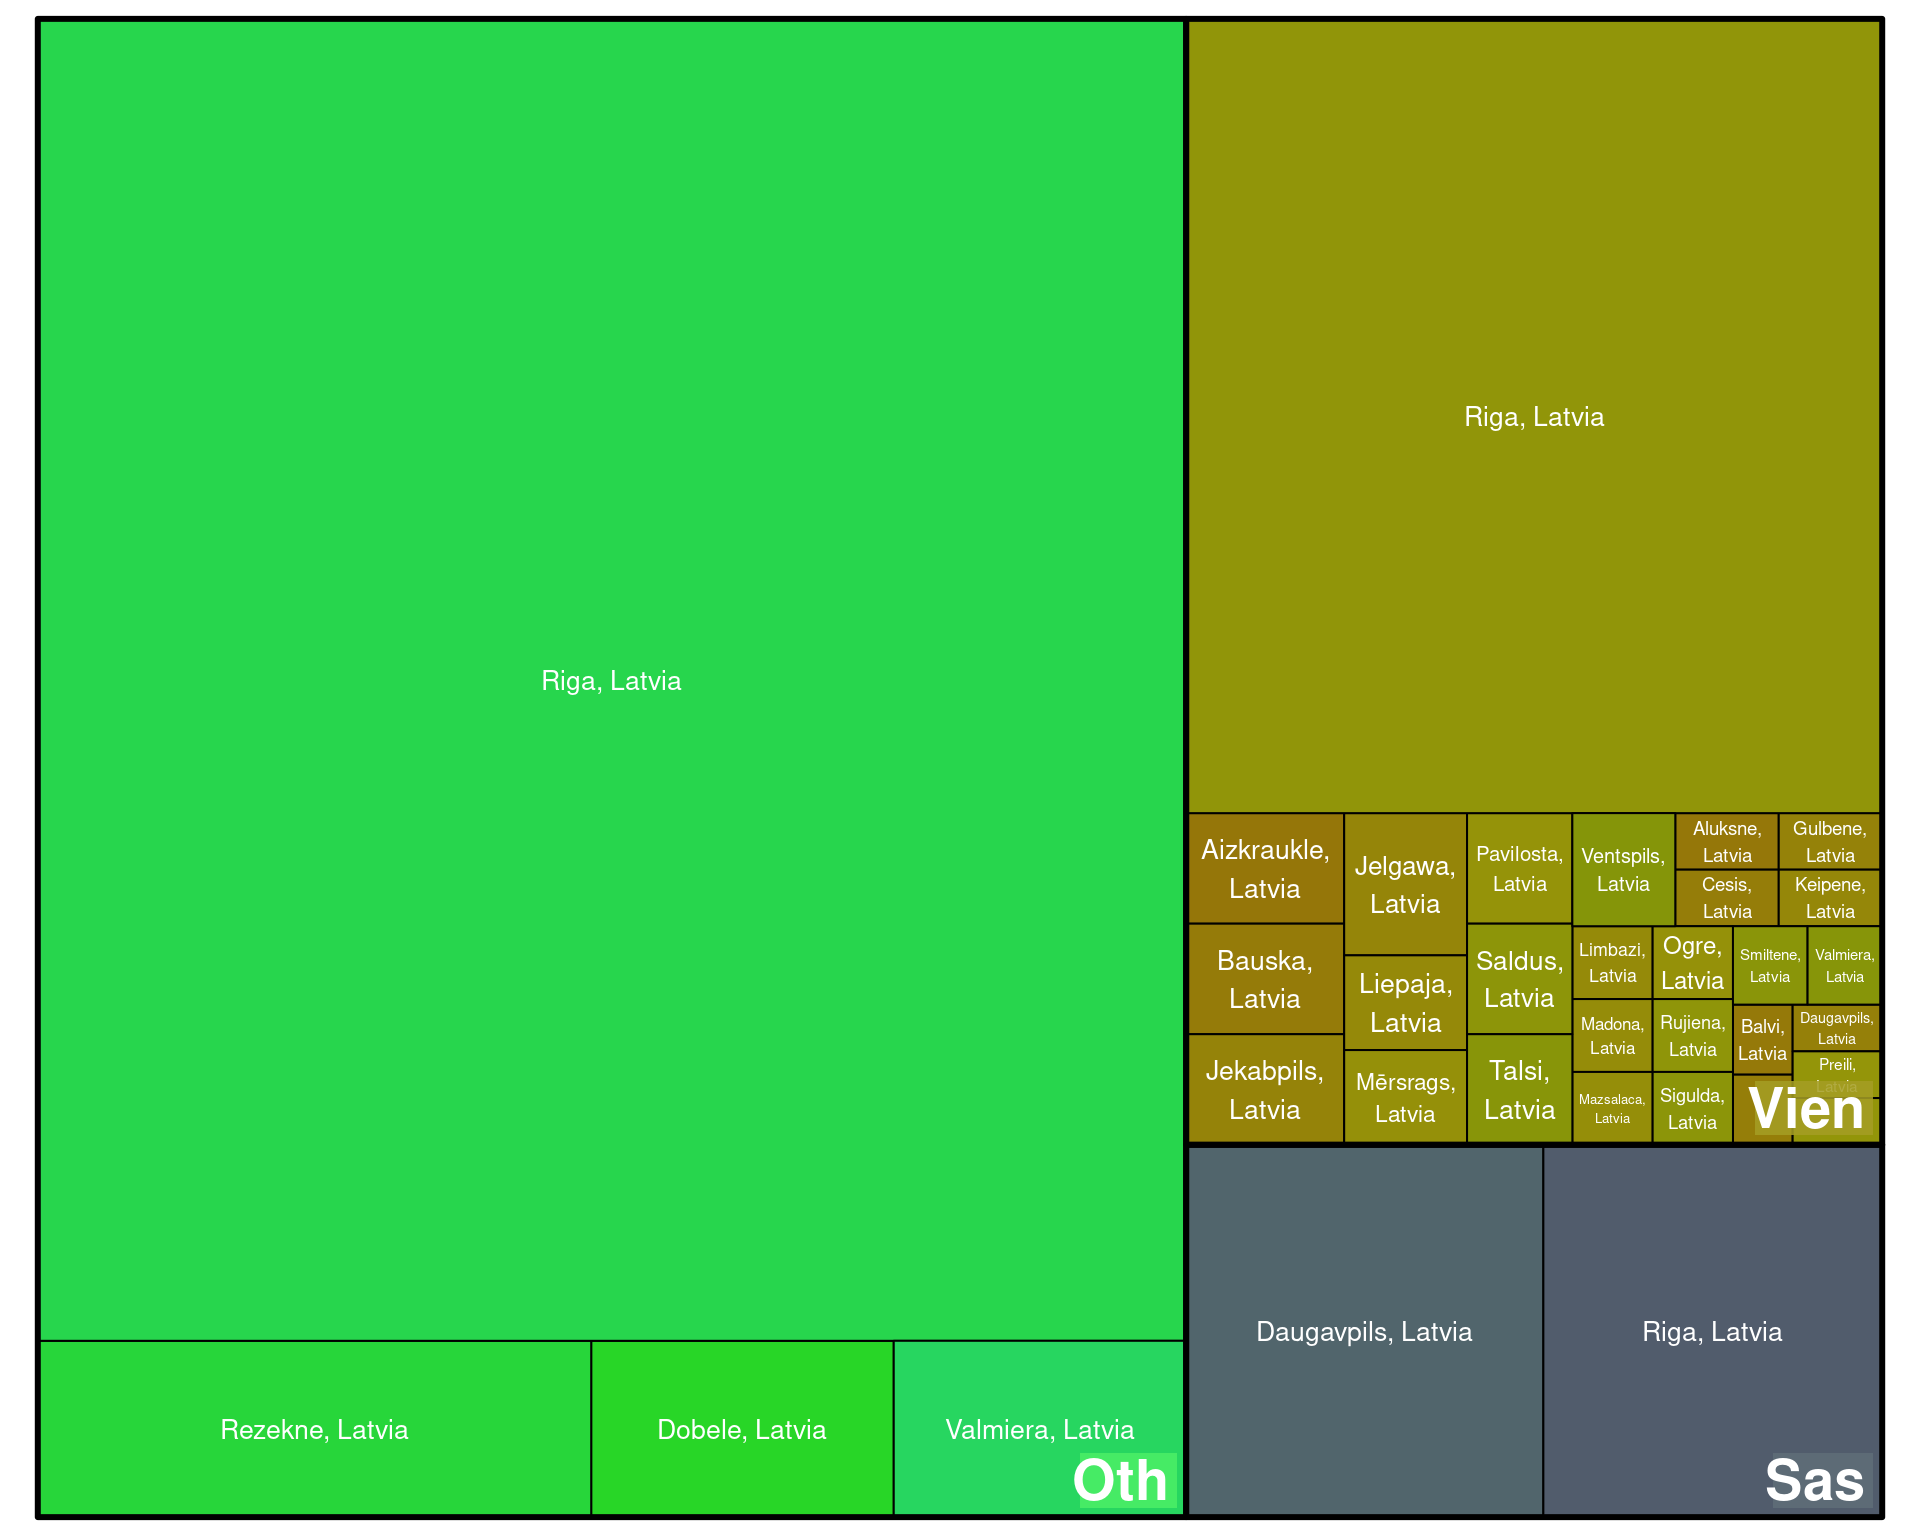 Riga, Latvia
Rezekne, Latvia
Dobele, Latvia
Valmiera, Latvia
Oth
Riga, Latvia
Aizkraukle,
Latvia
Bauska,
Latvia
Jekabpils,
Latvia
Jelgawa,
Latvia
Liepaja,
Latvia
Mērsrags,
Latvia
Pavilosta,
Latvia
Saldus,
Latvia
Talsi,
Latvia
Ventspils,
Latvia
Aluksne,
Latvia
Gulbene,
Latvia
Cesis,
Latvia
Keipene,
Latvia
Limbazi,
Latvia
Ogre,
Latvia
Madona,
Latvia
Rujiena,
Latvia
Mazsalaca,
Latvia
Sigulda,
Latvia
Smiltene,
Latvia
Valmiera,
Latvia
Balvi,
Latvia
Daugavpils,
Latvia
Preili,
Latvia
Vien
Daugavpils, Latvia
Riga, Latvia
Sas